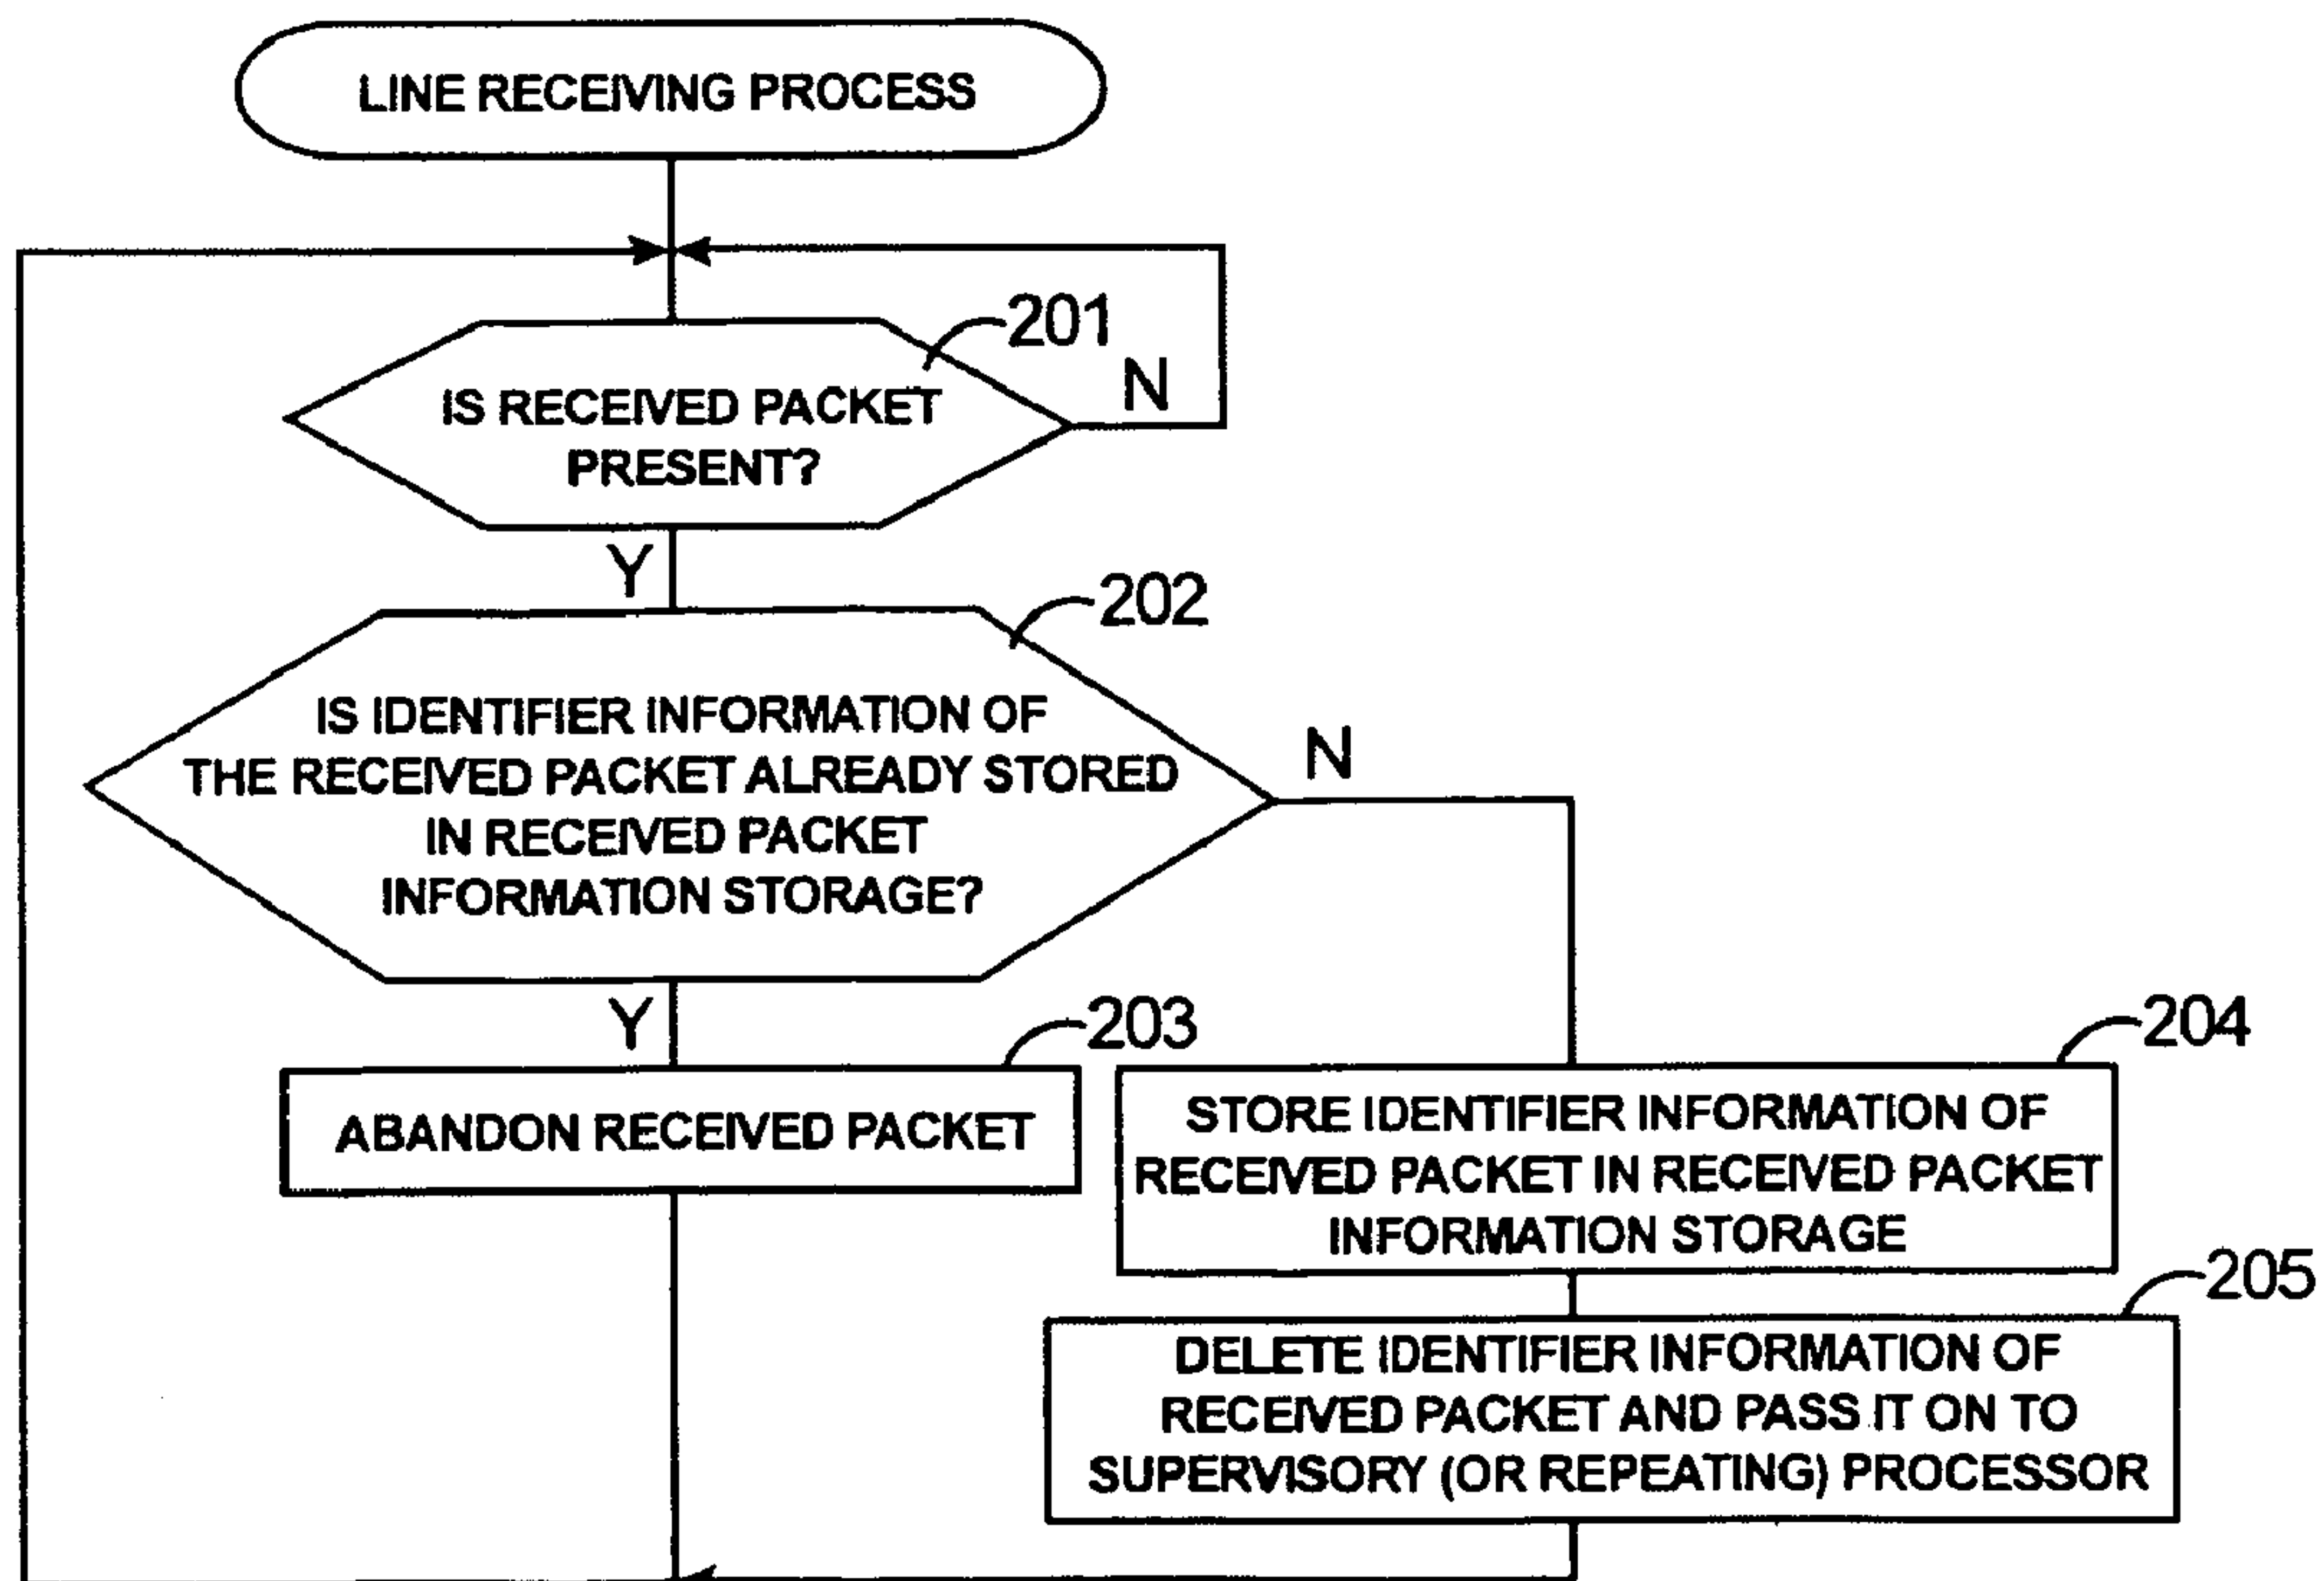 LINE RECEIVING PROCESS
201
N
IS RECEIVED PACKET
PRESENT?
Y
202
IS IDENTIFIER INFORMATION OF
THE RECEIVED PACKET ALREADY STORED
IN RECEIVED PACKET
INFORMATION STORAGE?
N
Y
203
ABANDON RECEIVED PACKET
204
STORE IDENTIFIER INFORMATION OF
RECEIVED PACKET IN RECEIVED PACKET
INFORMATION STORAGE
205
DELETE IDENTIFIER INFORMATION OF
RECEIVED PACKET AND PASS IT ON TO
SUPERVISORY (OR REPEATING) PROCESSOR